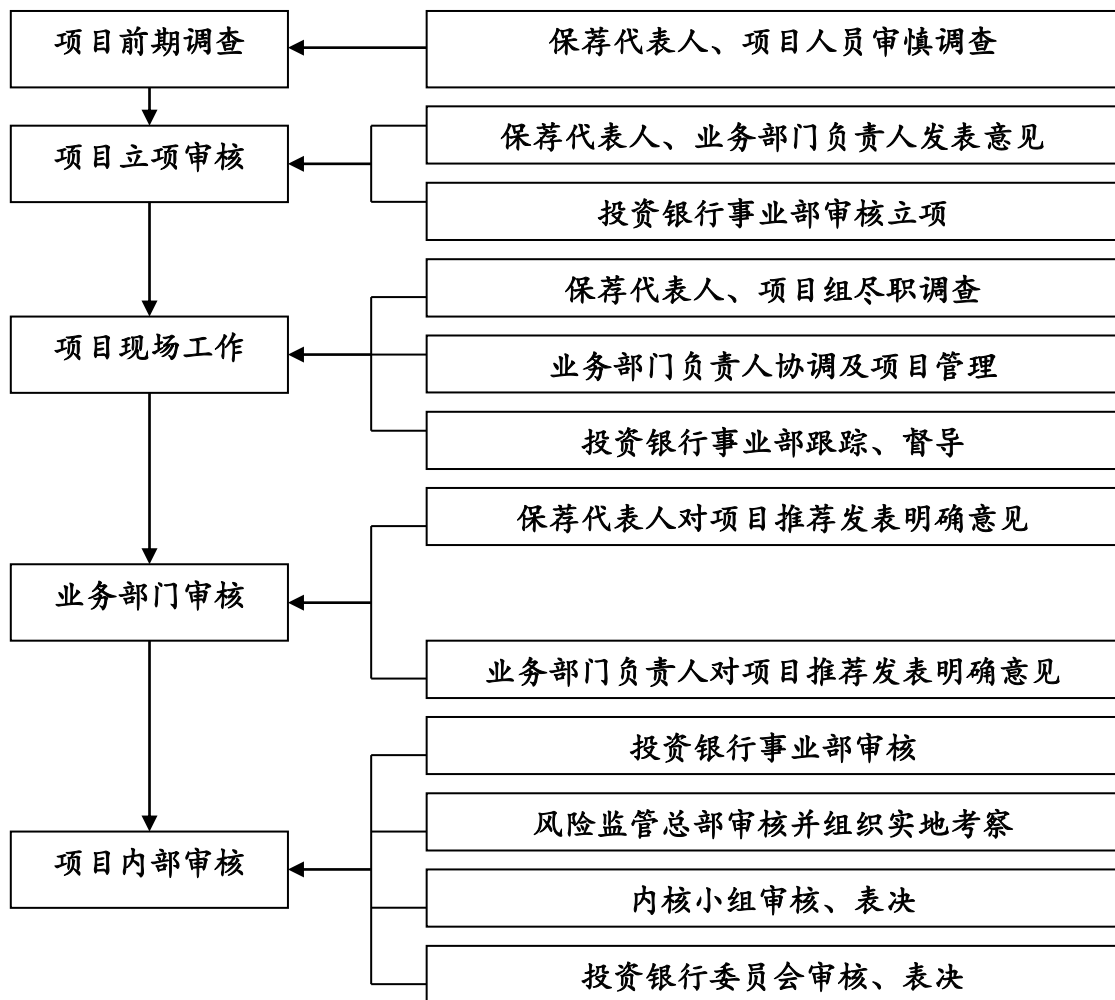 项目前期调查
保荐代表人、项目人员审慎调查
项目立项审核
保荐代表人、业务部门负责人发表意见
投资银行事业部审核立项
项目现场工作
保荐代表人、项目组尽职调查
业务部门负责人协调及项目管理
投资银行事业部跟踪、督导
业务部门审核
保荐代表人对项目推荐发表明确意见
业务部门负责人对项目推荐发表明确意见
项目内部审核
投资银行事业部审核
风险监管总部审核并组织实地考察
内核小组审核、表决
投资银行委员会审核、表决